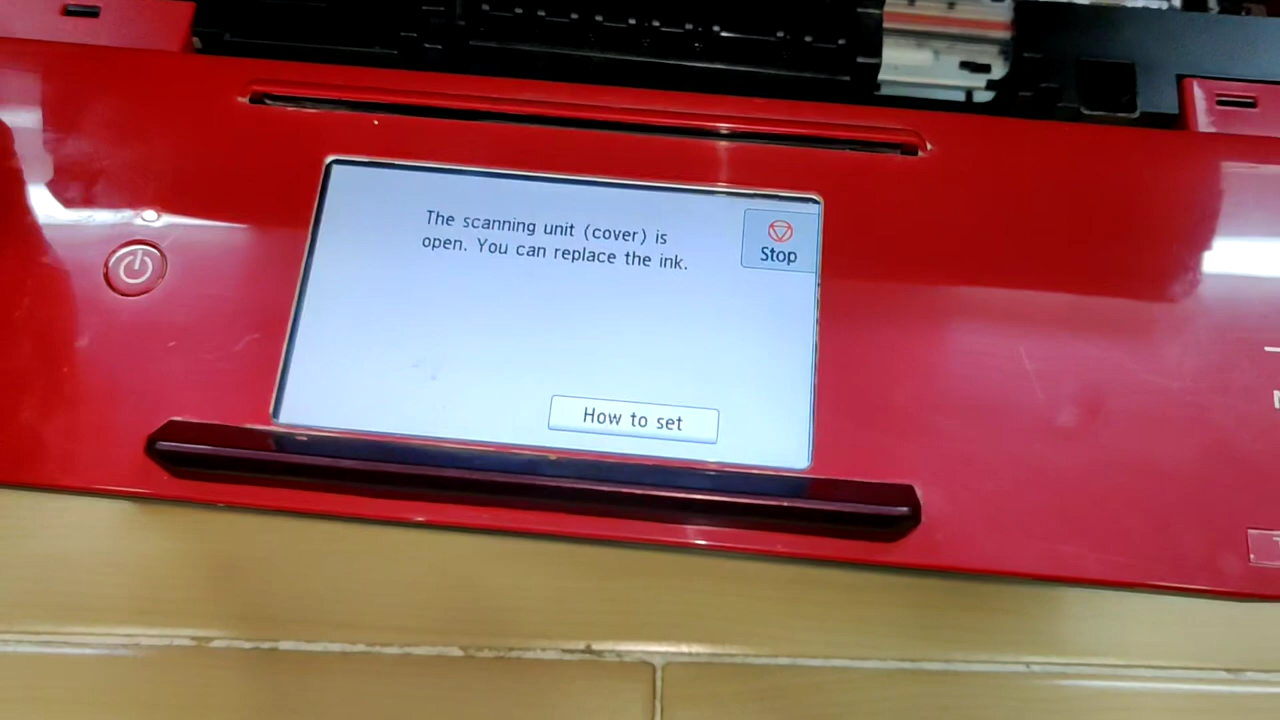 The scanning unit (cover) is
open. You can replace the ink.
Stop
How to set